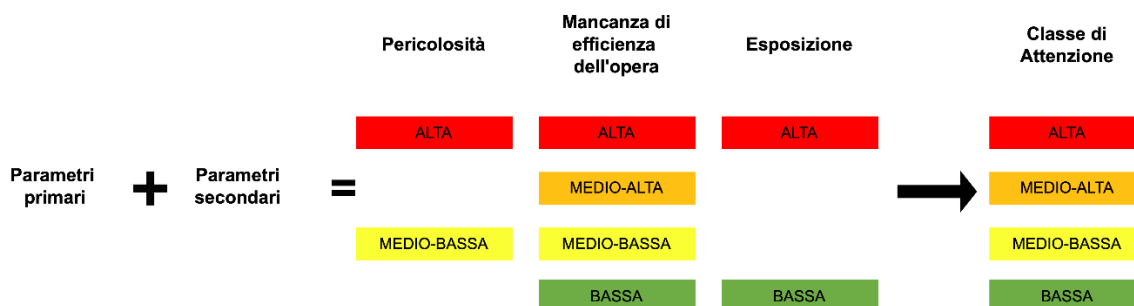 Pericolosità
Mancanza di
efficienza
dell'opera
Esposizione
Classe di
Attenzione
ALTA
ALTA
ALTA
ALTA
Parametri
primari
+
Parametri
secondari
=
MEDIO-ALTA
MEDIO-ALTA
MEDIO-BASSA
MEDIO-BASSA
MEDIO-BASSA
BASSA
BASSA
BASSA